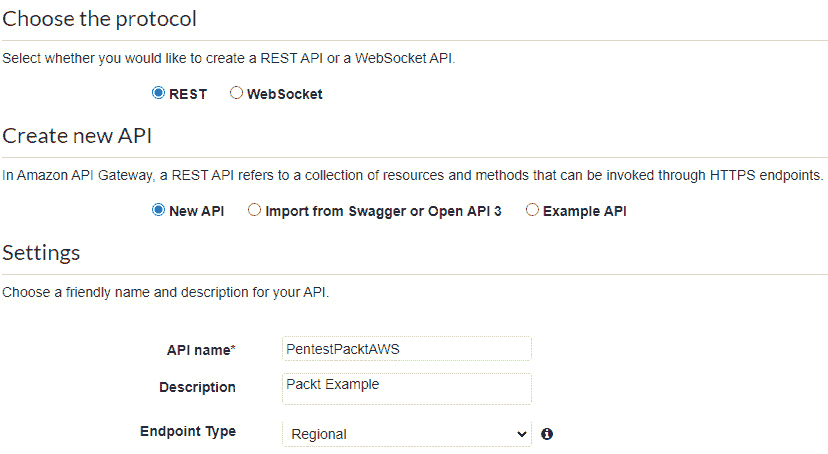 Choose the protocol
Select whether you would like to create a REST API or a WebSocket API.
REST WebSocket
Create new API
In Amazon API Gateway, a REST API refers to a collection of resources and methods that can be invoked through HTTPS endpoints.
New API Import from Swagger or Open API 3 Example API
Settings
Choose a friendly name and description for your API.
API name* PentestPacktAWS
Description Packt Example
Endpoint Type Regional